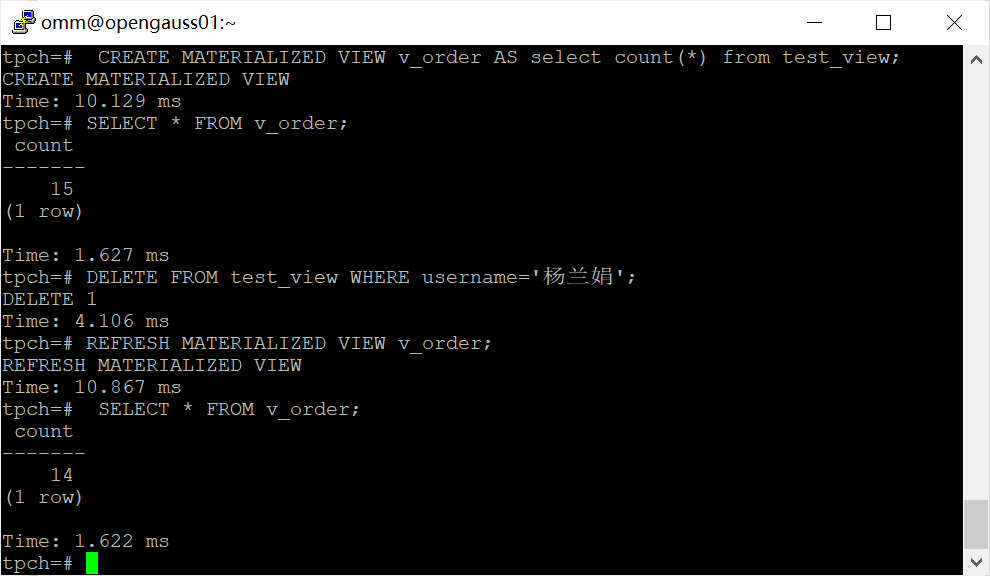 omm@opengauss01:~
tpch=#  CREATE MATERIALIZED VIEW v_order AS select count(*) from test_view;
CREATE MATERIALIZED VIEW
Time: 10.129 ms
tpch=# SELECT * FROM v_order;
 count
-------
    15
(1 row)

Time: 1.627 ms
tpch=# DELETE FROM test_view WHERE username='杨兰娟';
DELETE 1
Time: 4.106 ms
tpch=# REFRESH MATERIALIZED VIEW v_order;
REFRESH MATERIALIZED VIEW
Time: 10.867 ms
tpch=#  SELECT * FROM v_order;
 count
-------
    14
(1 row)

Time: 1.622 ms
tpch=#